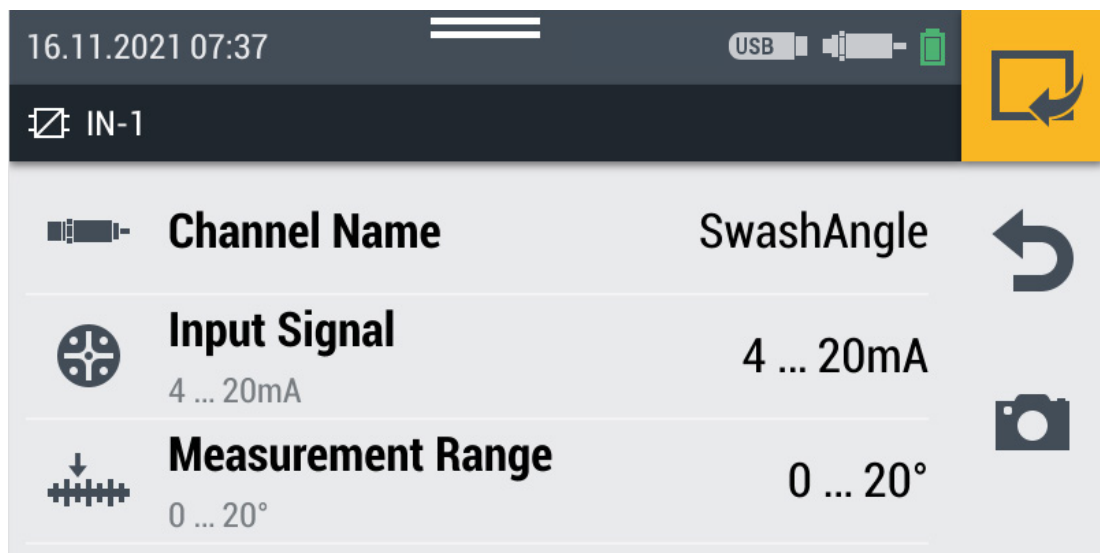 16.11.2021 07:37
USB
IN-1
Channel Name SwashAngle
Input Signal 4 ... 20mA
4 ... 20mA
Measurement Range 0 ... 20°
0 ... 20°